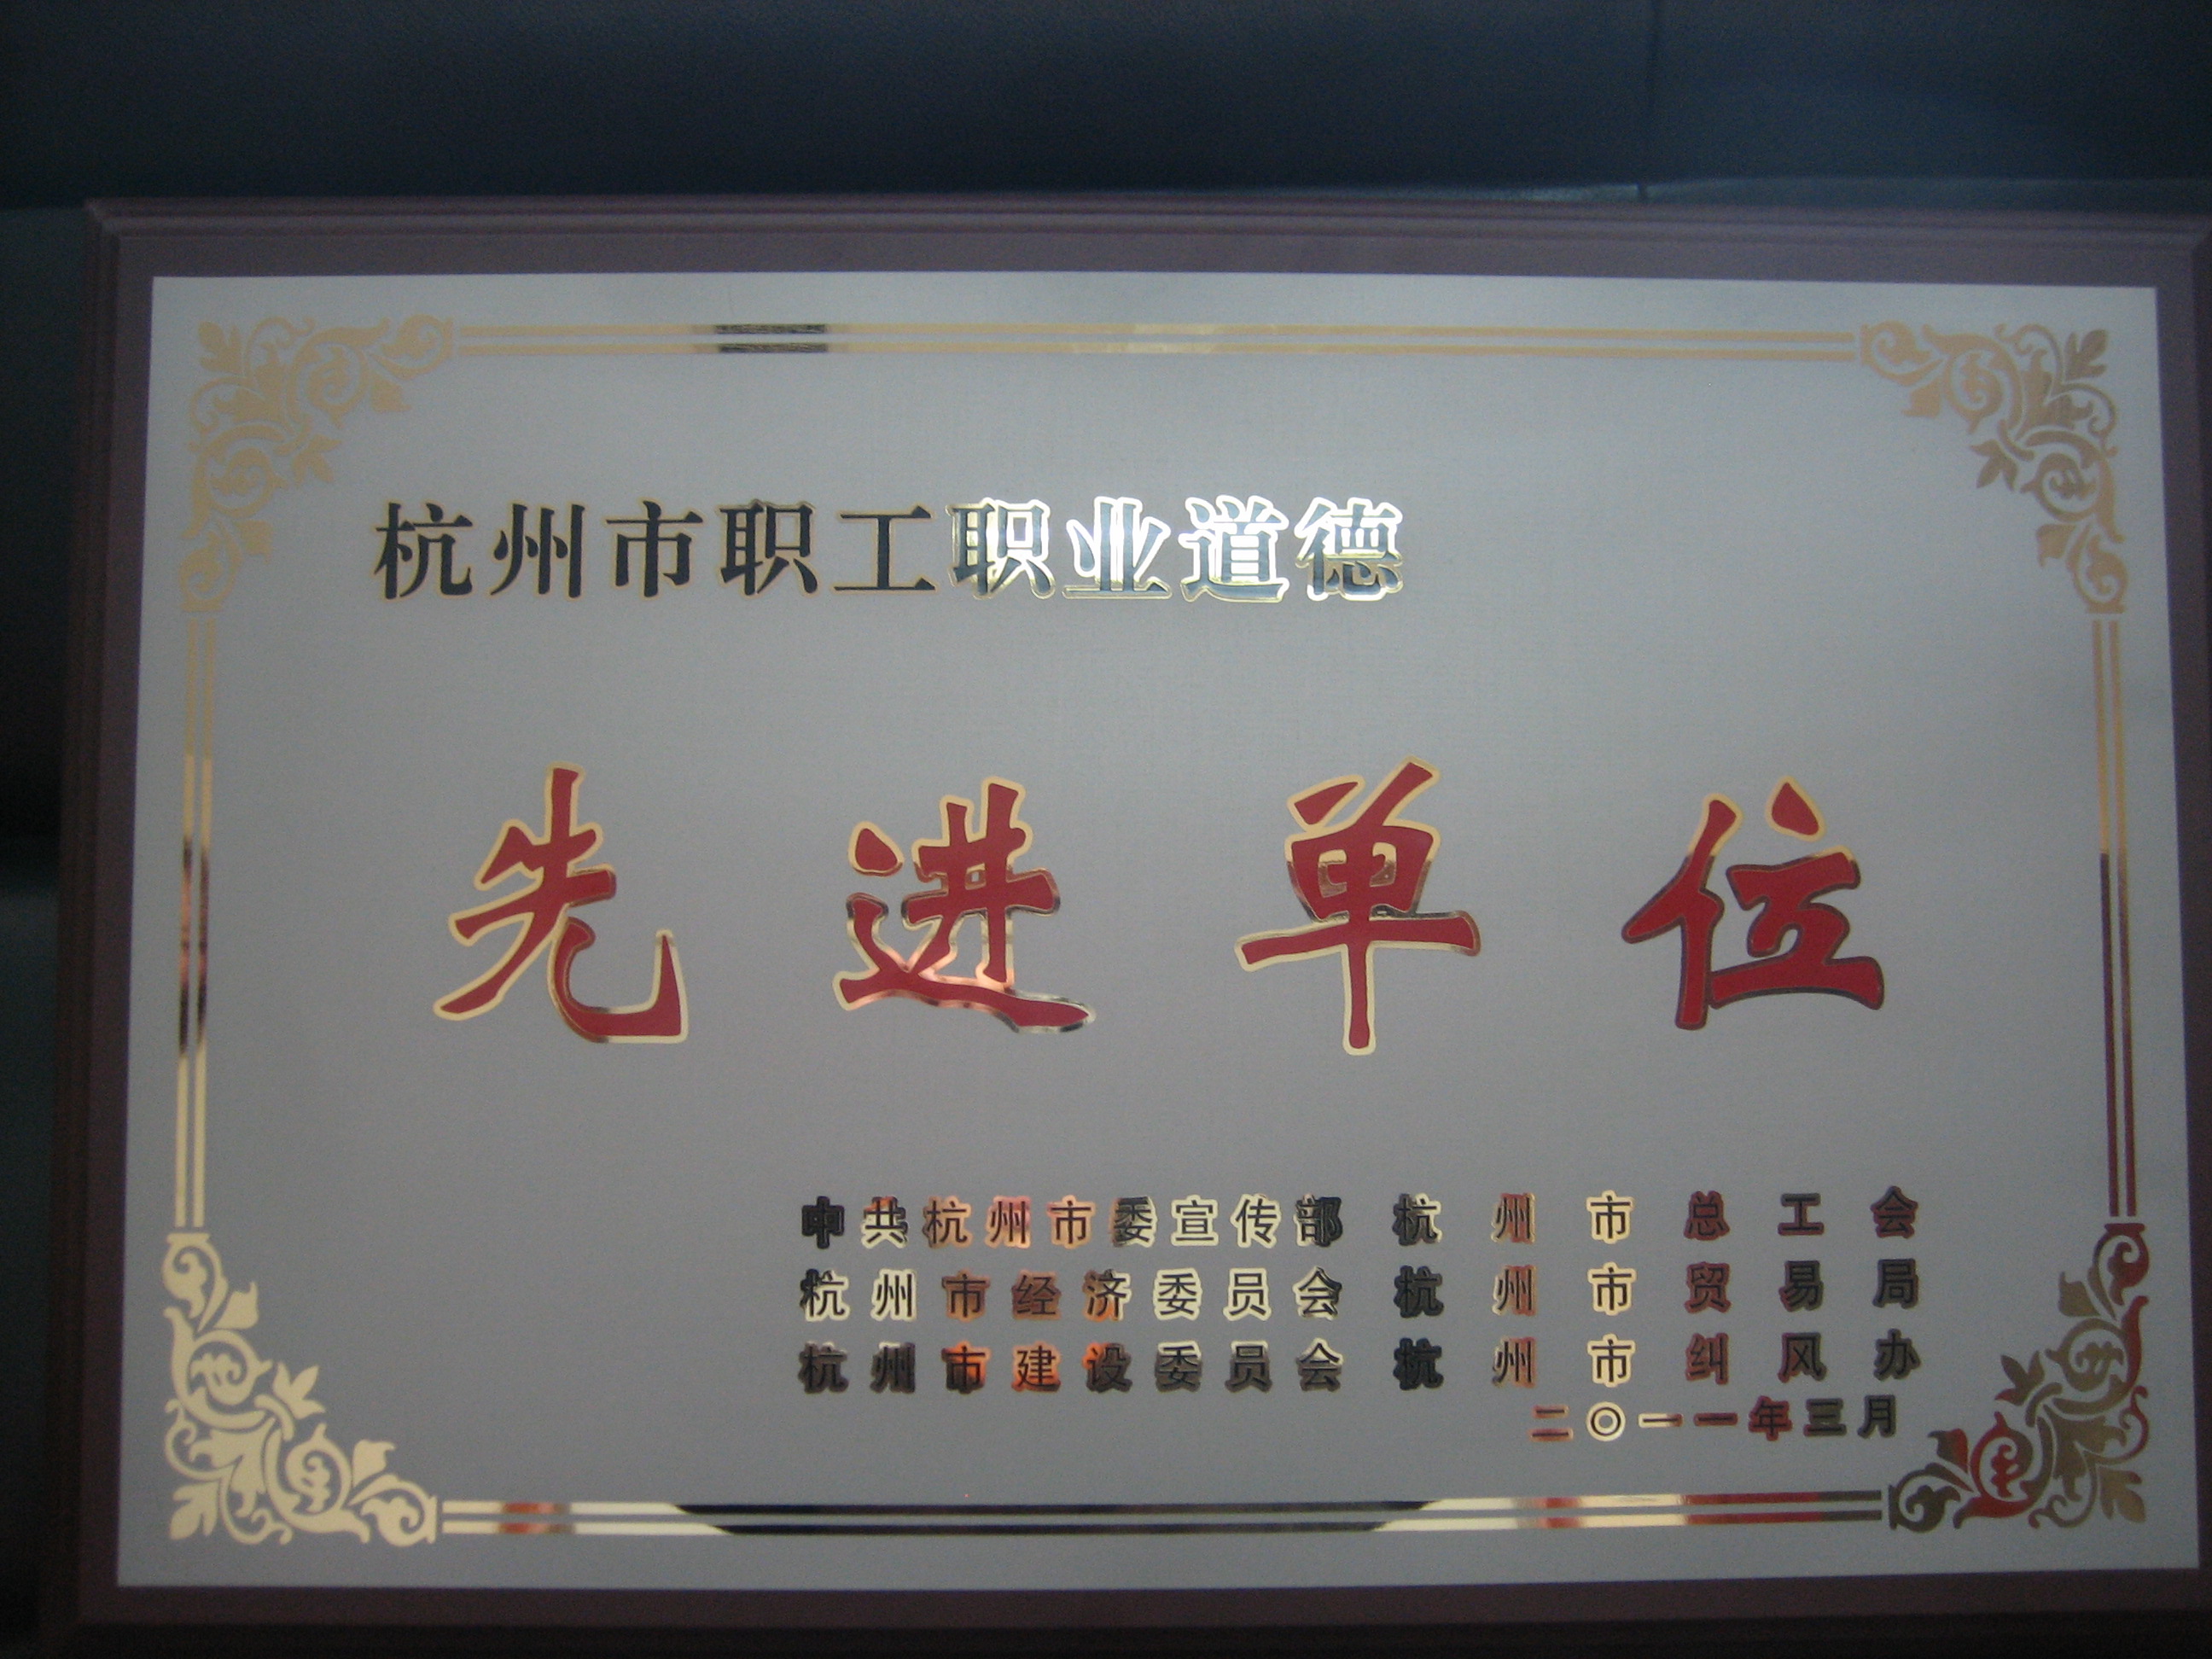 杭州市职工职业道德
先进单位
中共杭州市委宣传部 杭州市总工会
杭州市经济委员会 杭州市贸易局
杭州市建设委员会 杭州市纠风办
二〇一一年三月